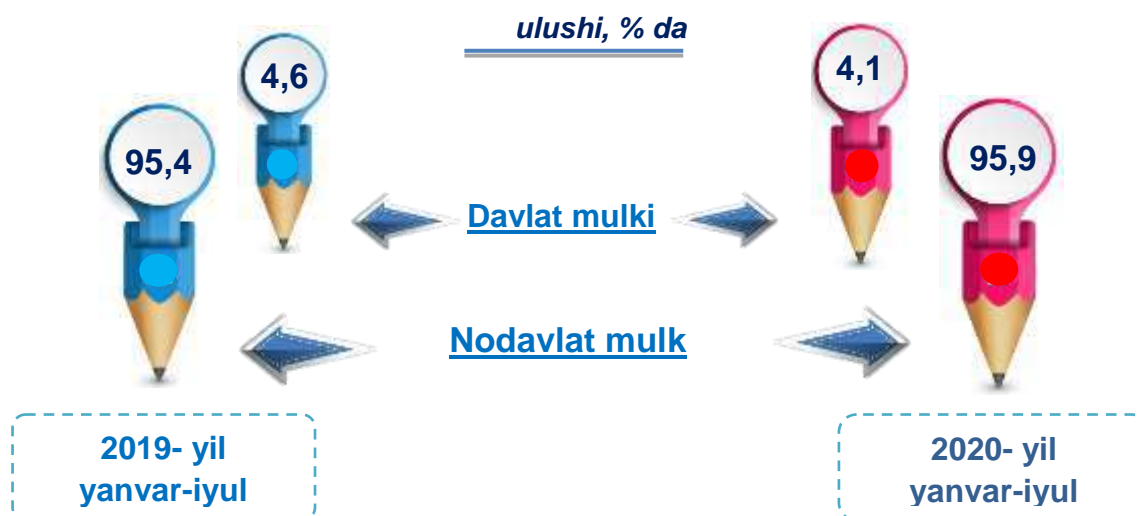 ulushi, % da
4,6
4,1
95,4
95,9
Davlat mulki
Nodavlat mulk
2019- yil
yanvar-iyul
2020- yil
yanvar-iyul